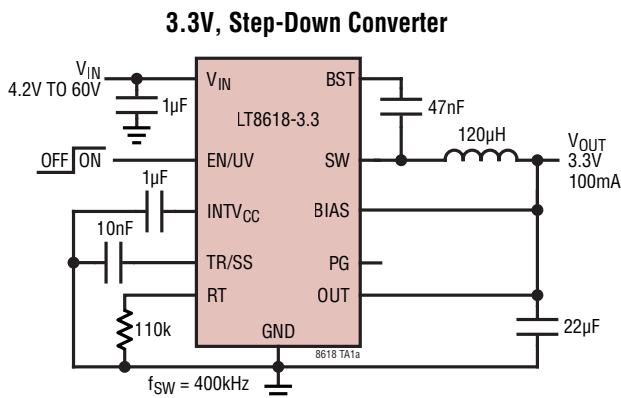 3.3V, Step-Down Converter
VIN
4.2V TO 60V
1µF
OFF ON
1µF
10nF
110k
fSW = 400kHz
VIN
BST
LT8618-3.3
EN/UV
SW
INTVCC
BIAS
TR/SS
PG
RT
OUT
GND
8618 TA1a
47nF
120µH
VOUT
3.3V
100mA
22µF